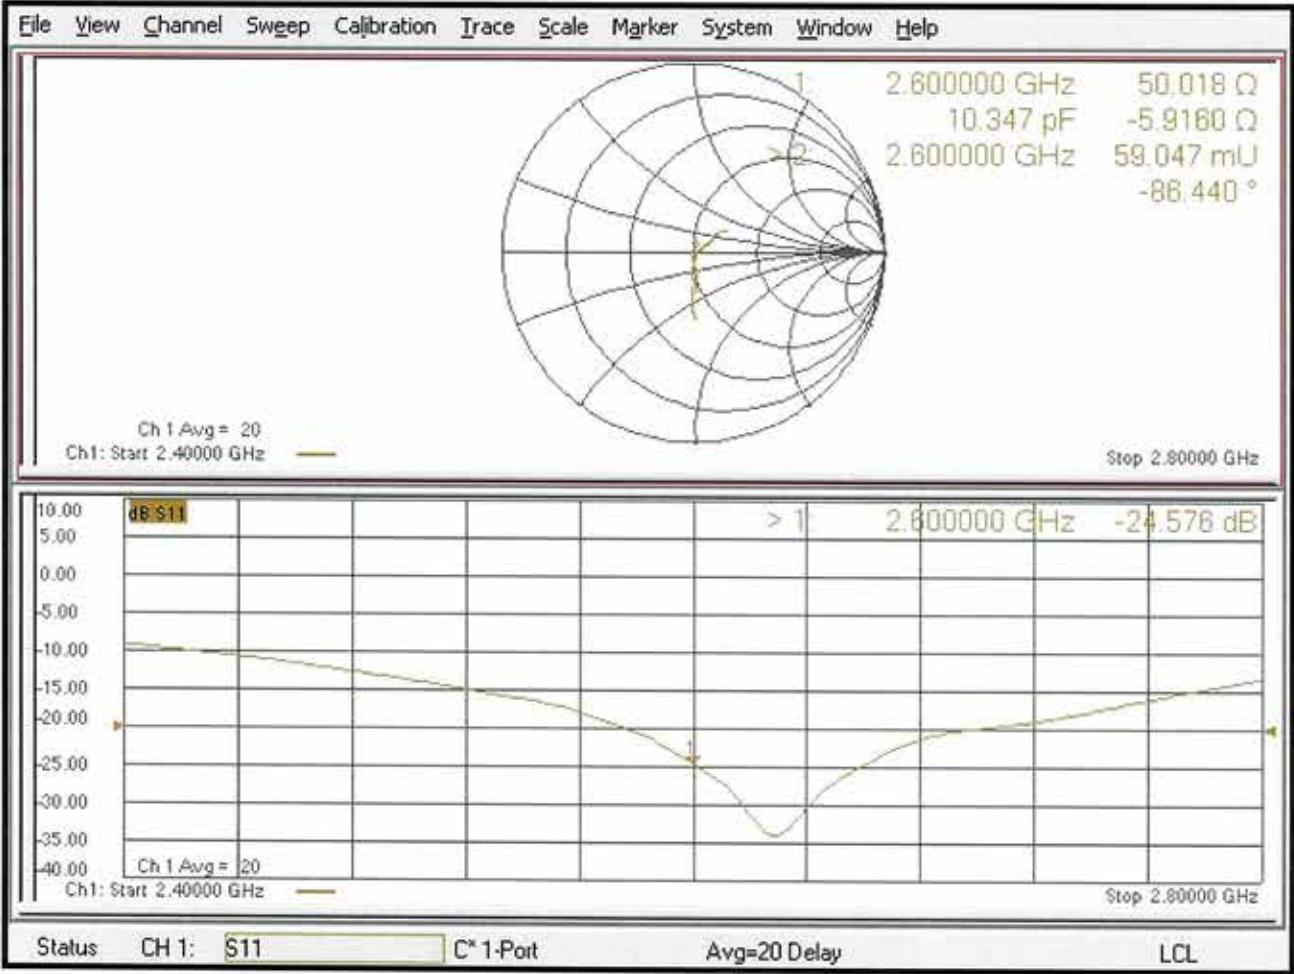 File View Channel Sweep Calibration Trace Scale Marker System Window Help
1 2.600000 GHz 50.018 Ω
10.347 pF -5.9160 Ω
> 2 2.600000 GHz 59.047 mU
-86.440 °
Ch 1 Avg = 20
Ch1: Start 2.40000 GHz
Stop 2.80000 GHz
10.00
dB S11
> 1 2.600000 GHz -24.576 dB
5.00
0.00
-5.00
-10.00
-15.00
-20.00
1
-25.00
-30.00
-35.00
-40.00
Ch 1 Avg = 20
Ch1: Start 2.40000 GHz
Stop 2.80000 GHz
Status CH 1: S11 C* 1-Port Avg=20 Delay LCL